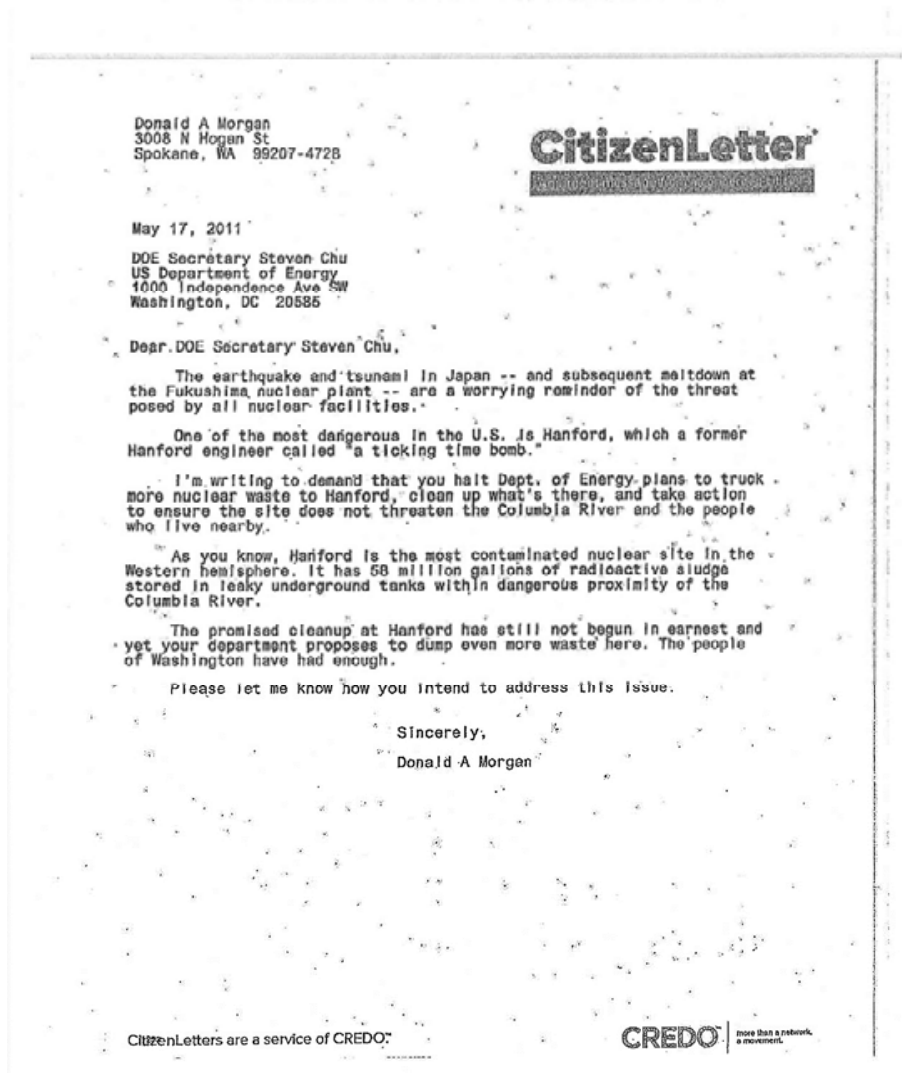 Donald A Morgan
3008 N Hogan St
Spokane, WA 99207-4728
CitizenLetter
May 17, 2011
DOE Secretary Steven Chu
US Department of Energy
1000 Independence Ave SW
Washington, DC 20585
Dear DOE Secretary Steven Chu,
The earthquake and tsunami in Japan -- and subsequent meltdown at
the Fukushima nuclear plant -- are a worrying reminder of the threat
posed by all nuclear facilities.
One of the most dangerous in the U.S. is Hanford, which a former
Hanford engineer called "a ticking time bomb."
I'm writing to demand that you halt Dept. of Energy plans to truck
more nuclear waste to Hanford, clean up what's there, and take action
to ensure the site does not threaten the Columbia River and the people
who live nearby.
As you know, Hanford is the most contaminated nuclear site in the
Western hemisphere. It has 58 million gallons of radioactive sludge
stored in leaky underground tanks within dangerous proximity of the
Columbia River.
The promised cleanup at Hanford has still not begun in earnest and
yet your department proposes to dump even more waste here. The people
of Washington have had enough.
Please let me know how you intend to address this issue.
Sincerely,
Donald A Morgan
CitizenLetters are a service of CREDO.™
CREDO
more than a network,
a movement.